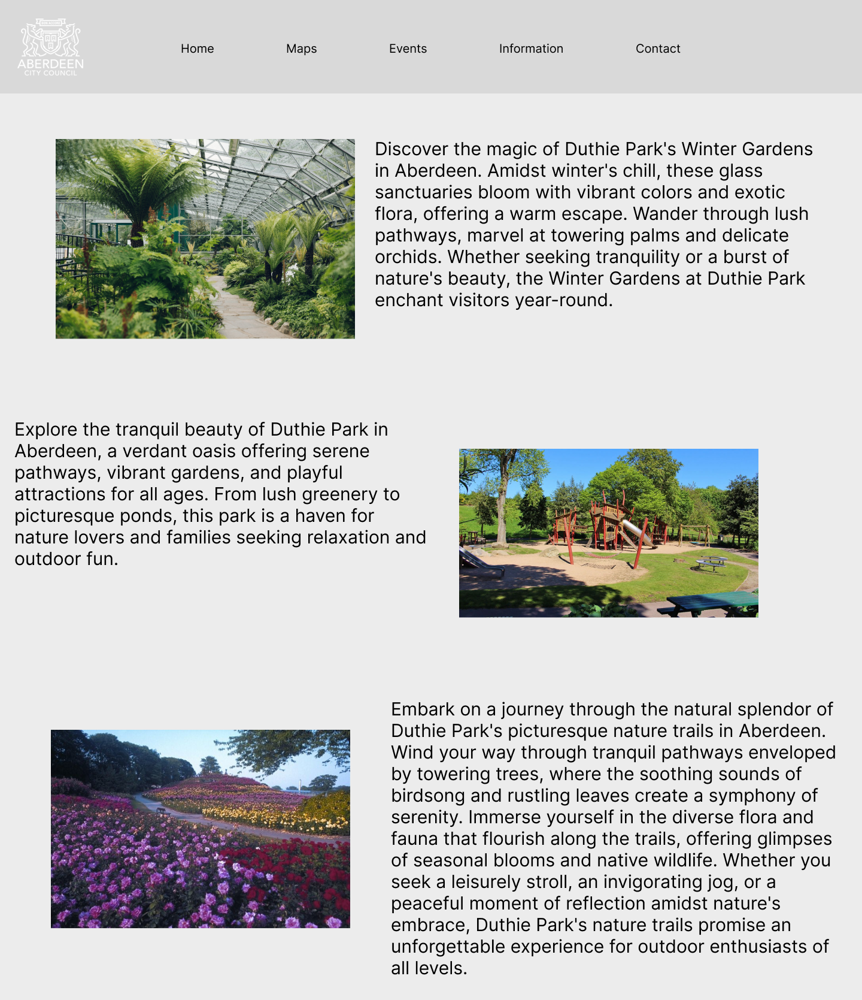 ABERDEEN
CITY COUNCIL
Home
Maps
Events
Information
Contact
Discover the magic of Duthie Park's Winter Gardens
in Aberdeen. Amidst winter's chill, these glass
sanctuaries bloom with vibrant colors and exotic
flora, offering a warm escape. Wander through lush
pathways, marvel at towering palms and delicate
orchids. Whether seeking tranquility or a burst of
nature's beauty, the Winter Gardens at Duthie Park
enchant visitors year-round.
Explore the tranquil beauty of Duthie Park in
Aberdeen, a verdant oasis offering serene
pathways, vibrant gardens, and playful
attractions for all ages. From lush greenery to
picturesque ponds, this park is a haven for
nature lovers and families seeking relaxation and
outdoor fun.
Embark on a journey through the natural splendor of
Duthie Park's picturesque nature trails in Aberdeen.
Wind your way through tranquil pathways enveloped
by towering trees, where the soothing sounds of
birdsong and rustling leaves create a symphony of
serenity. Immerse yourself in the diverse flora and
fauna that flourish along the trails, offering glimpses
of seasonal blooms and native wildlife. Whether you
seek a leisurely stroll, an invigorating jog, or a
peaceful moment of reflection amidst nature's
embrace, Duthie Park's nature trails promise an
unforgettable experience for outdoor enthusiasts of
all levels.